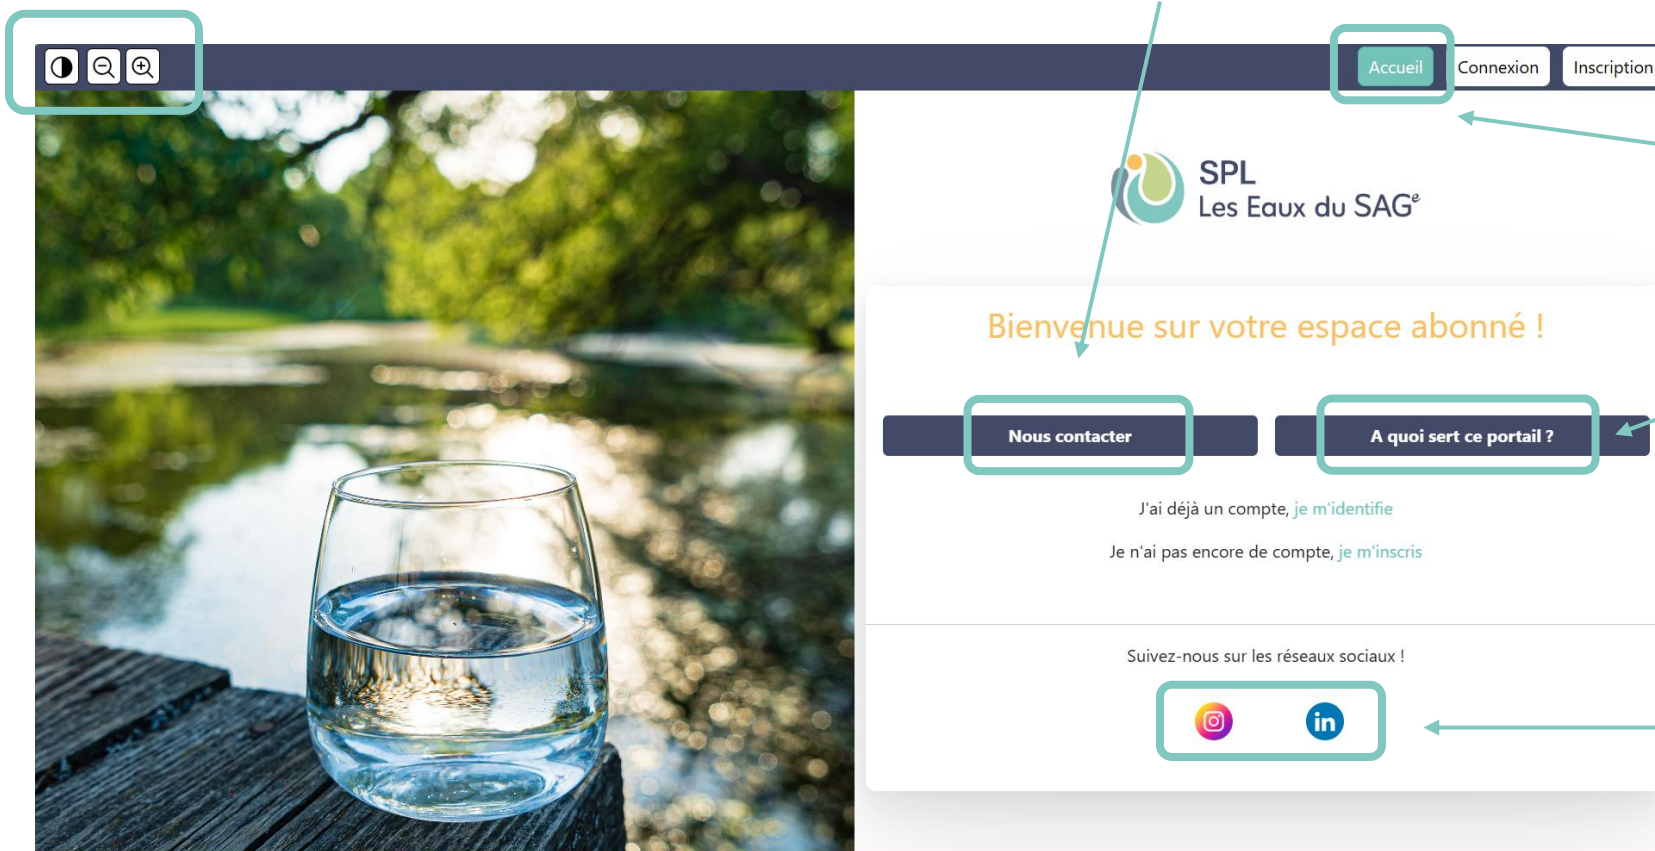 Accueil
Connexion
Inscription
SPL
Les Eaux du SAGᵉ
Bienvenue sur votre espace abonné !
Nous contacter
A quoi sert ce portail ?
J'ai déjà un compte, je m'identifie
Je n'ai pas encore de compte, je m'inscris
Suivez-nous sur les réseaux sociaux !
in